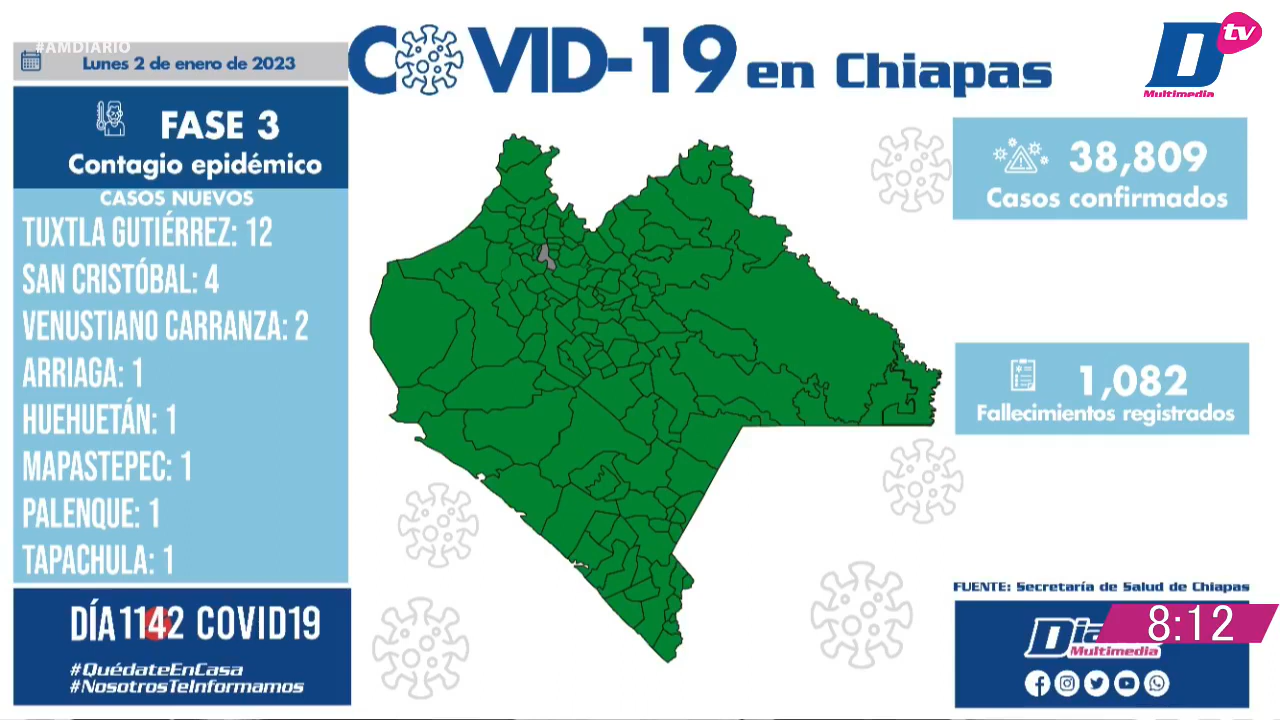 #AMDIARIO
Lunes 2 de enero de 2023
COVID-19 en Chiapas
D tv
Multimedia
FASE 3
Contagio epidémico
CASOS NUEVOS
TUXTLA GUTIÉRREZ: 12
SAN CRISTÓBAL: 4
VENUSTIANO CARRANZA: 2
ARRIAGA: 1
HUEHUETÁN: 1
MAPASTEPEC: 1
PALENQUE: 1
TAPACHULA: 1
DÍA 1142 COVID19
#QuédateEnCasa
#NosotrosTeInformamos
38,809
Casos confirmados
1,082
Fallecimientos registrados
FUENTE: Secretaría de Salud de Chiapas
8:12
Multimedia